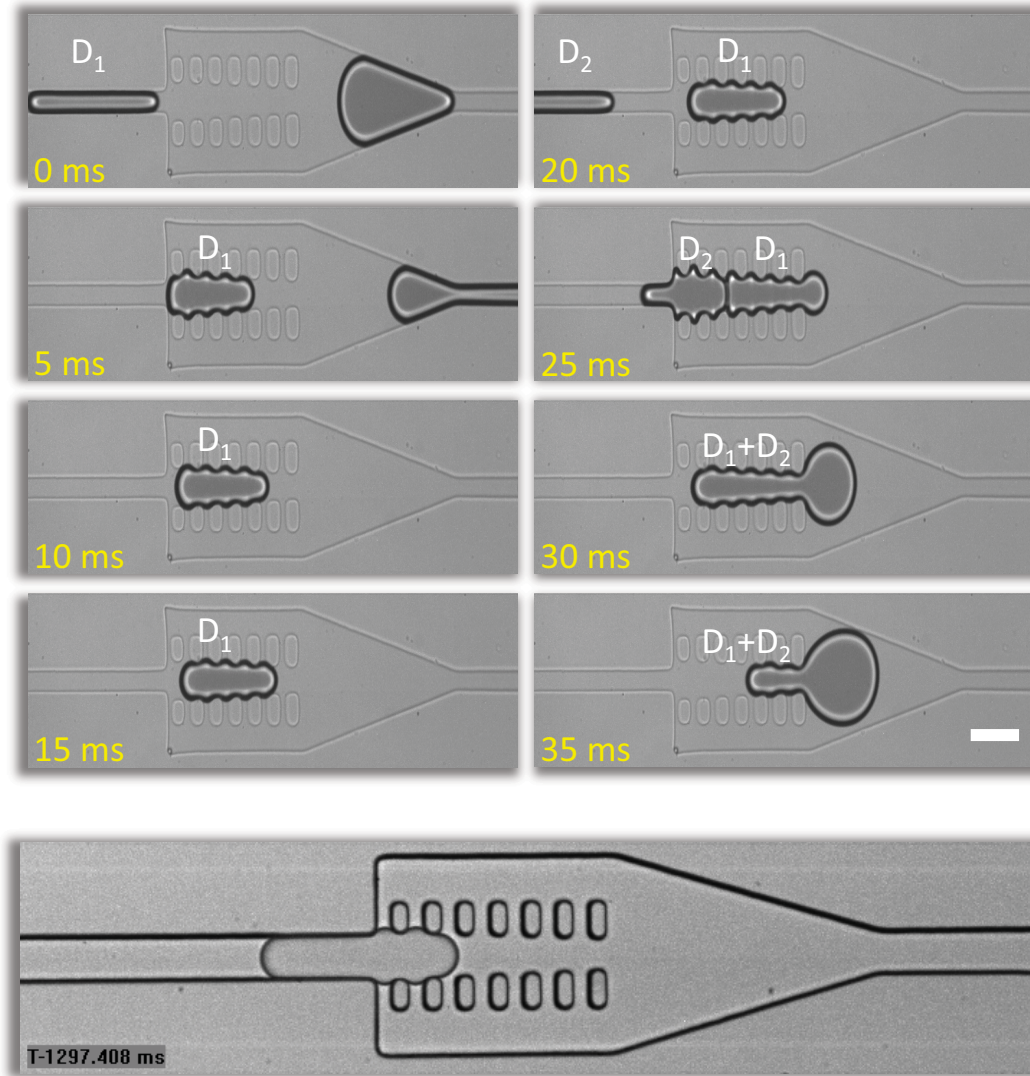 D₁
0 ms
D₁
5 ms
D₁
10 ms
D₁
15 ms
D₂ D₁
20 ms
D₂ D₁
25 ms
D₁+D₂
30 ms
D₁+D₂
35 ms
T-1297.408 ms